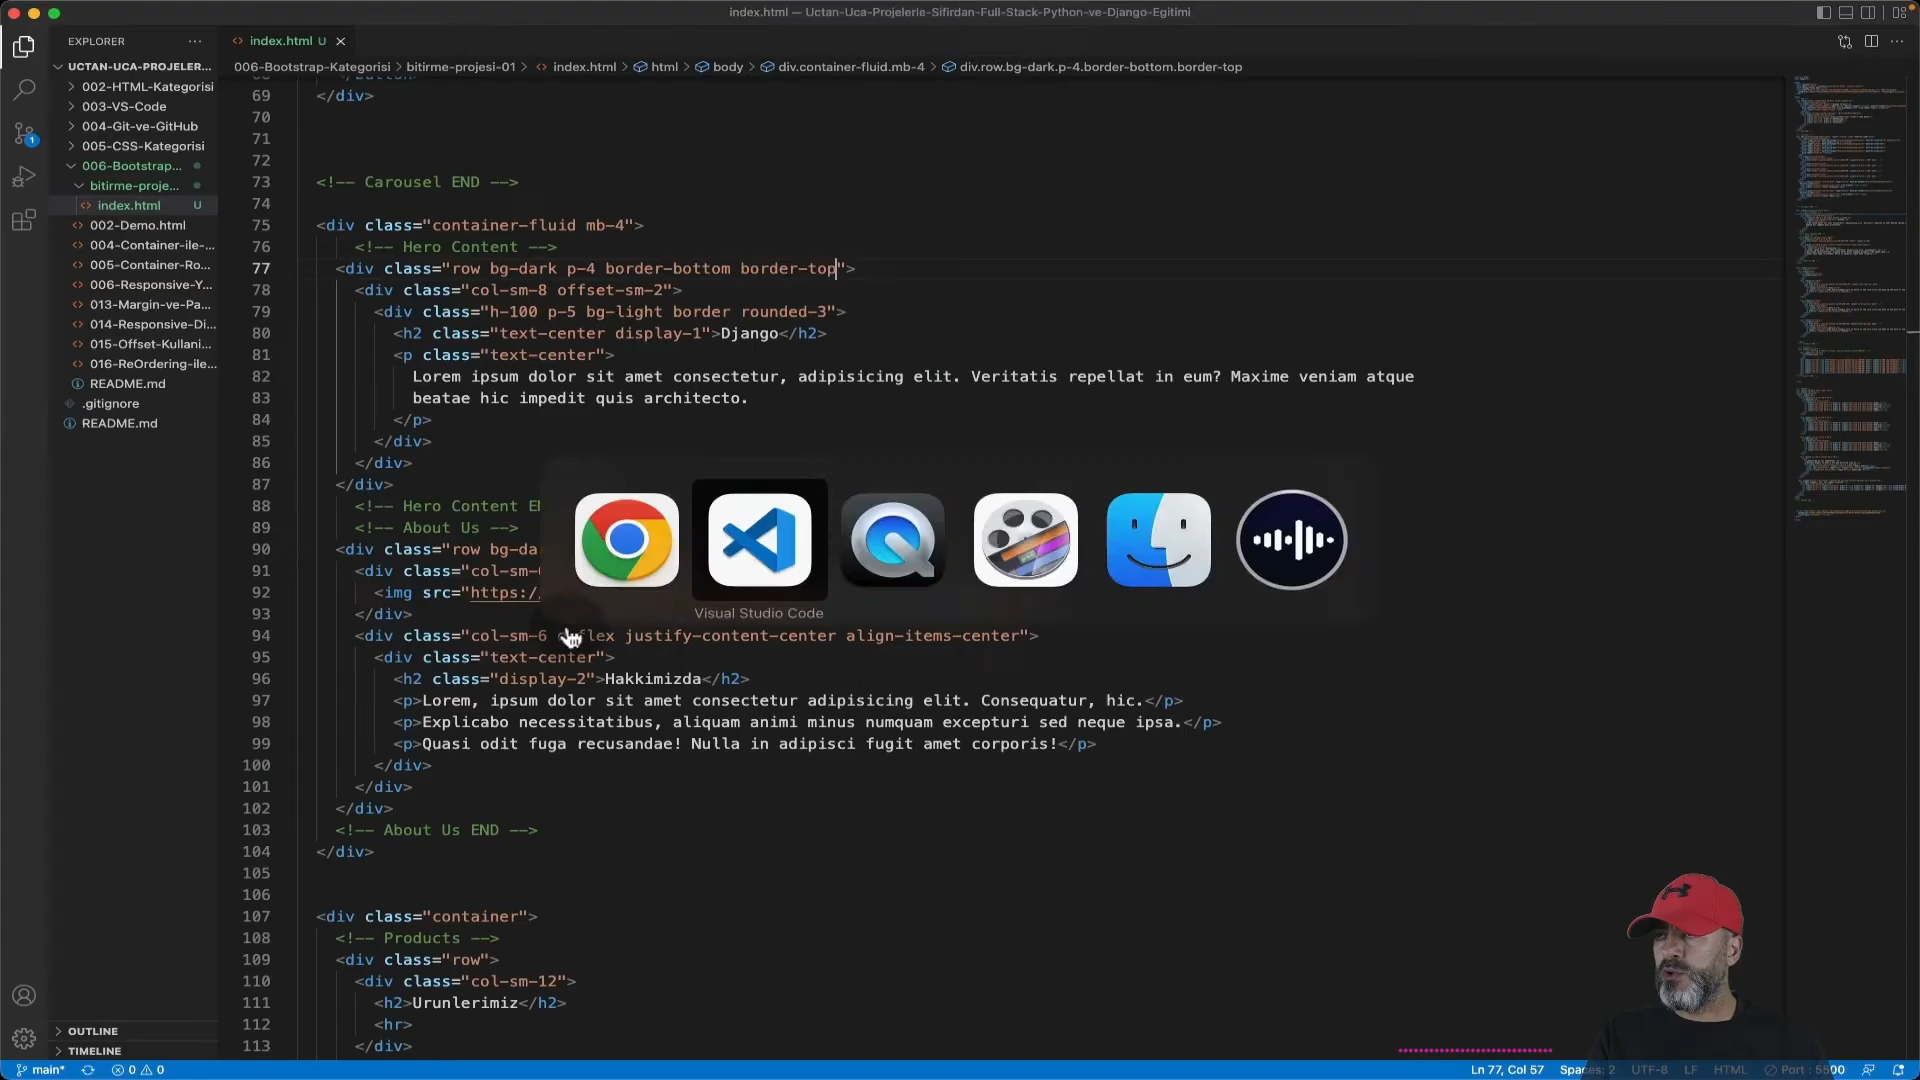 index.html — Uctan-Uca-Projelerle-Sifirdan-Full-Stack-Python-ve-Django-Egitimi
EXPLORER
index.html U
UCTAN-UCA-PROJELER...
002-HTML-Kategorisi
003-VS-Code
004-Git-ve-GitHub
005-CSS-Kategorisi
006-Bootstrap...
bitirme-proje...
index.html U
002-Demo.html
004-Container-ile-...
005-Container-Ro...
006-Responsive-Y...
013-Margin-ve-Pa...
014-Responsive-Di...
015-Offset-Kullani...
016-ReOrdering-ile...
README.md
.gitignore
README.md
OUTLINE
TIMELINE
1
006-Bootstrap-Kategorisi > bitirme-projesi-01 > index.html > html > body > div.container-fluid.mb-4 > div.row.bg-dark.p-4.border-bottom.border-top
69 </div>
70
71
72
73 <!-- Carousel END -->
74
75 <div class="container-fluid mb-4">
76 <!-- Hero Content -->
77 <div class="row bg-dark p-4 border-bottom border-top">
78 <div class="col-sm-8 offset-sm-2">
79 <div class="h-100 p-5 bg-light border rounded-3">
80 <h2 class="text-center display-1">Django</h2>
81 <p class="text-center">
82 Lorem ipsum dolor sit amet consectetur, adipisicing elit. Veritatis repellat in eum? Maxime veniam atque
83 beatae hic impedit quis architecto.
84 </p>
85 </div>
86 </div>
87 </div>
88 <!-- Hero Content
89 <!-- About Us -->
90 <div class="row
91 <div class="
92 <img src="https:/
93 </div>
94 <div class="col-sm-6 justify-content-center align-items-center">
95 <div class="text-center">
96 <h2 class="display-2">Hakkimizda</h2>
97 <p>Lorem, ipsum dolor sit amet consectetur adipisicing elit. Consequatur, hic.</p>
98 <p>Explicabo necessitatibus, aliquam animi minus numquam excepturi sed neque ipsa.</p>
99 <p>Quasi odit fuga recusandae! Nulla in adipisci fugit amet corporis!</p>
100 </div>
101 </div>
102 </div>
103 <!-- About Us END -->
104 </div>
105
106
107 <div class="container">
108 <!-- Products -->
109 <div class="row">
110 <div class="col-sm-12">
111 <h2>Urunlerimiz</h2>
112 <hr>
113 </div>
Visual Studio Code
main* 0 0
Ln 77, Col 57 Spaces: 2 UTF-8 LF HTML Port : 5500